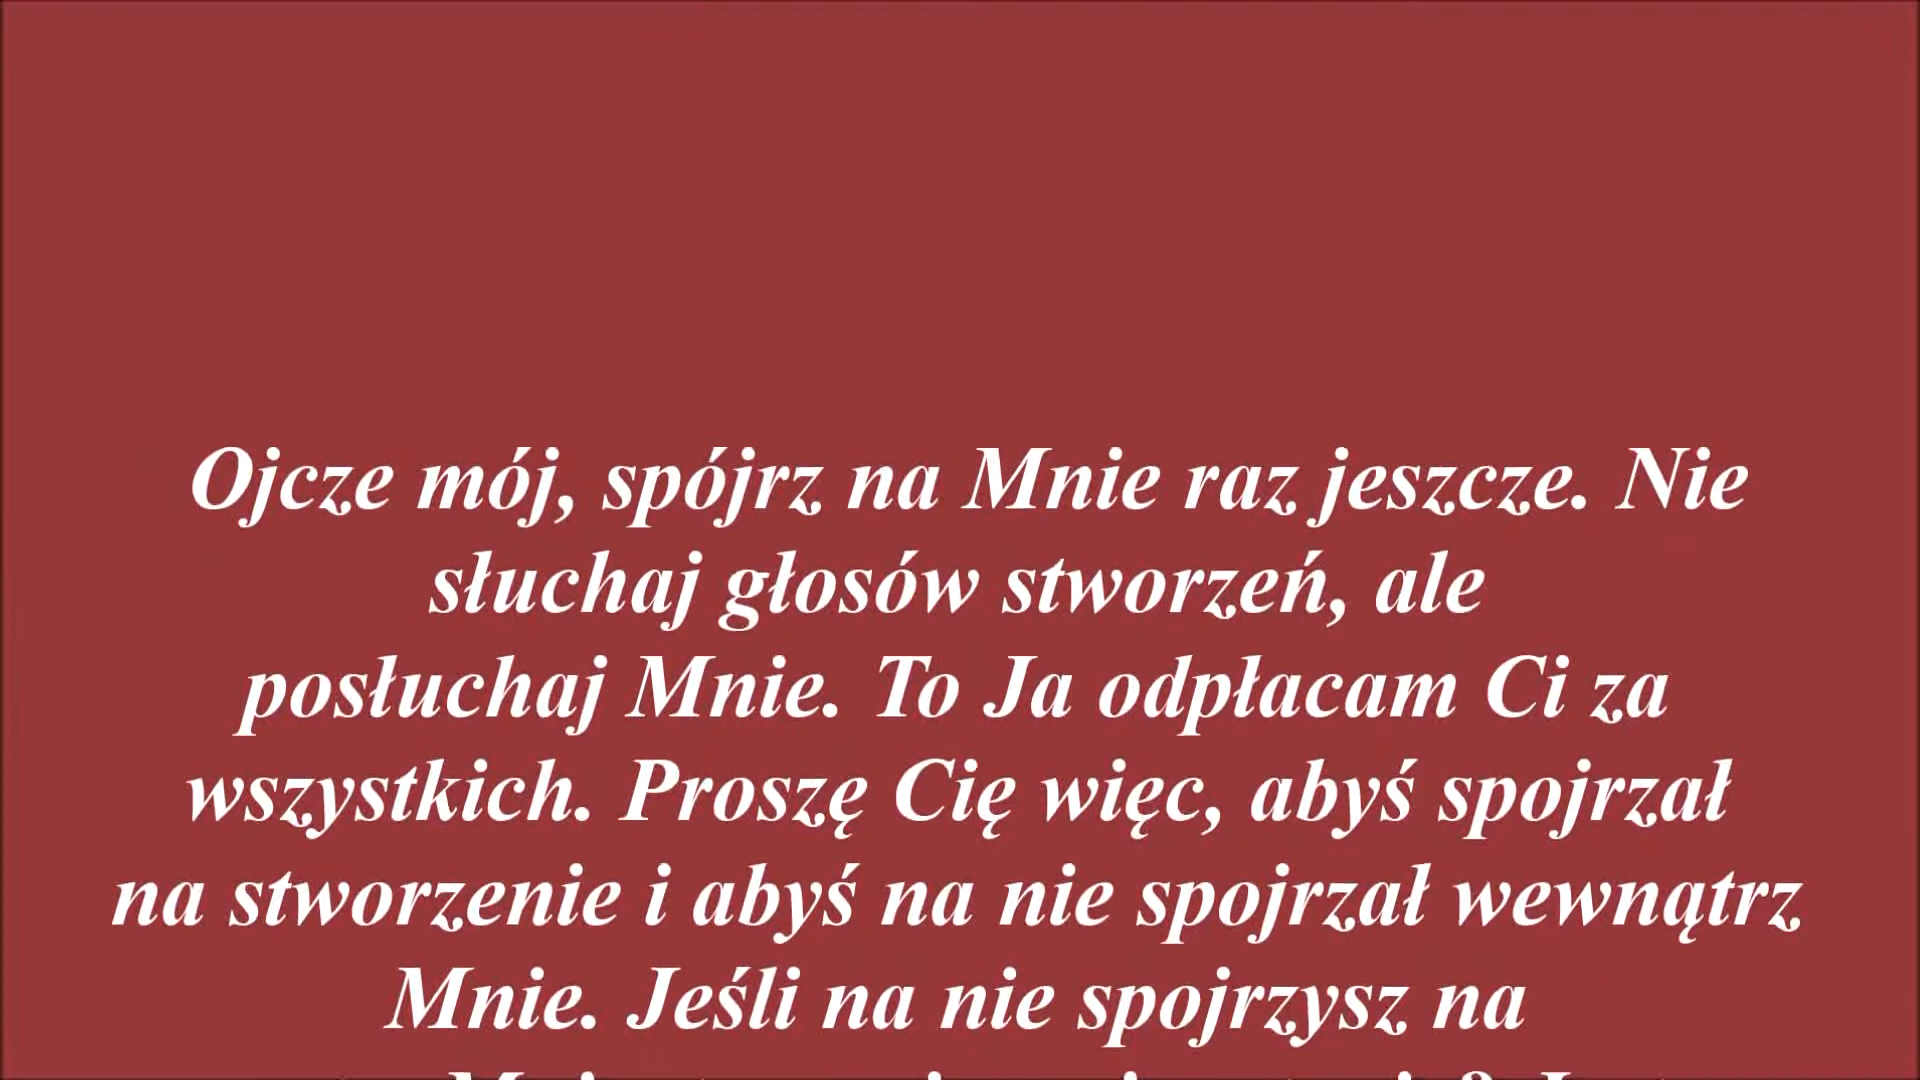 Ojcze mój, spójrz na Mnie raz jeszcze. Nie
słuchaj głosów stworzeń, ale
posłuchaj Mnie. To Ja odpłacam Ci za
wszystkich. Proszę Cię więc, abyś spojrzał
na stworzenie i abyś na nie spojrzał wewnątrz
Mnie. Jeśli na nie spojrzysz na